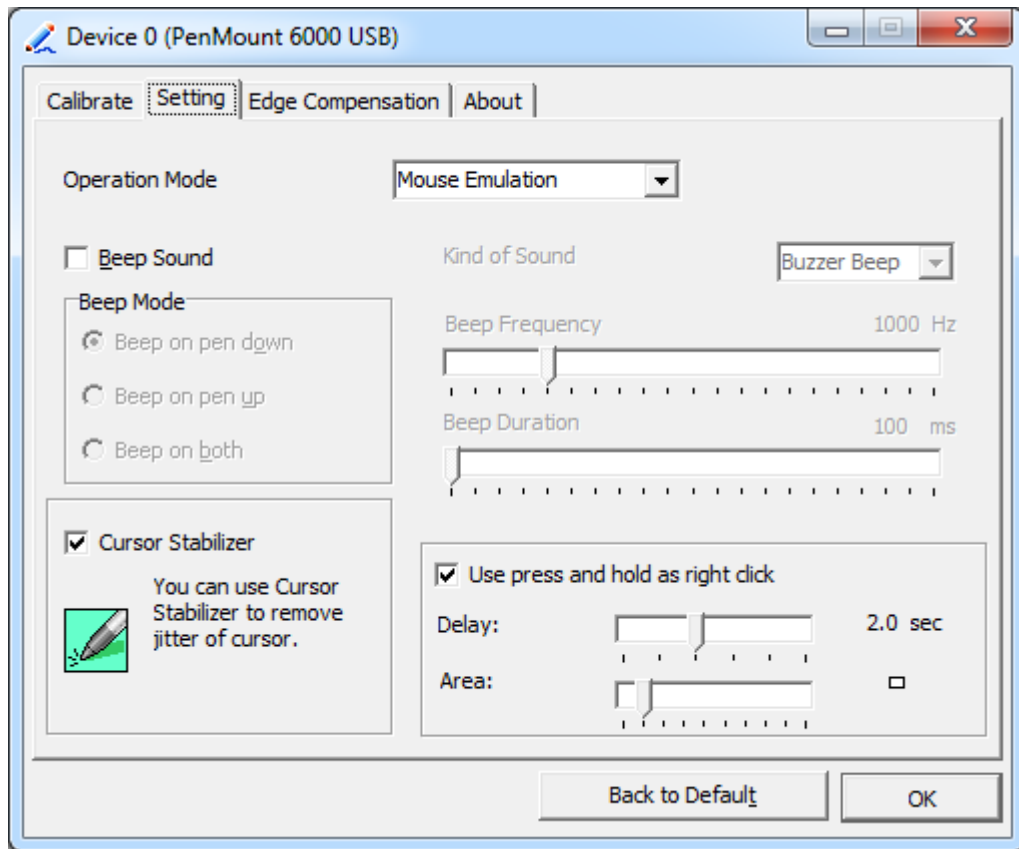 Device 0 (PenMount 6000 USB)
Calibrate Setting Edge Compensation About
Operation Mode Mouse Emulation
Beep Sound Kind of Sound Buzzer Beep
Beep Mode
Beep on pen down
Beep on pen up
Beep on both
Beep Frequency 1000 Hz
Beep Duration 100 ms
Cursor Stabilizer
You can use Cursor
Stabilizer to remove
jitter of cursor.
Use press and hold as right click
Delay: 2.0 sec
Area:
Back to Default OK